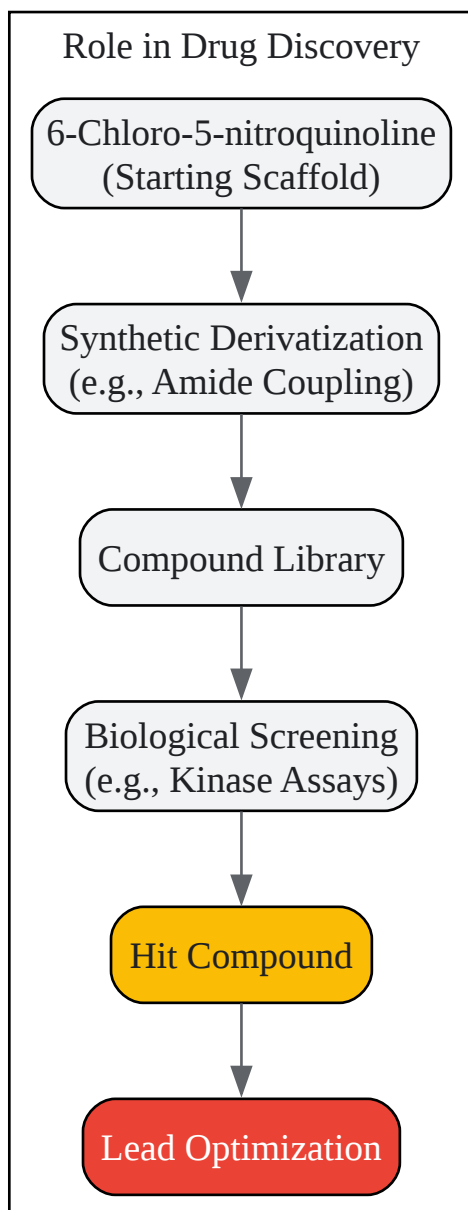 Role in Drug Discovery
6-Chloro-5-nitroquinoline
(Starting Scaffold)
Synthetic Derivatization
(e.g., Amide Coupling)
Compound Library
Biological Screening
(e.g., Kinase Assays)
Hit Compound
Lead Optimization